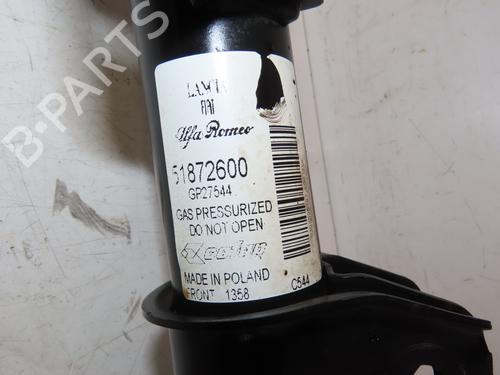 B-PARTS
LANCIA
FIAT
Alfa Romeo
51872600
GP27544
GAS PRESSURIZED
DO NOT OPEN
MADE IN POLAND
FRONT 1358
C544